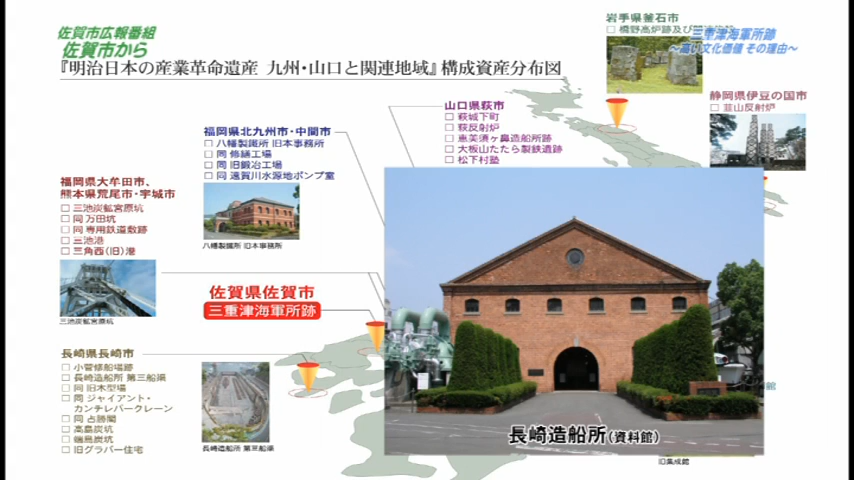 佐賀市広報番組
佐賀市から
『明治日本の産業革命遺産 九州・山口と関連地域』構成資産分布図
三重津海軍所跡
～高い文化価値 その理由～
岩手県釜石市
□ 橋野高炉跡及び
静岡県伊豆の国市
□ 韮山反射炉
山口県萩市
□ 萩城下町
□ 萩反射炉
□ 恵美須ヶ鼻造船所跡
□ 大板山たたら製鉄遺跡
□ 松下村塾
福岡県北九州市・中間市
□ 八幡製鐵所 旧本事務所
□ 同 修繕工場
□ 同 旧鍛冶工場
□ 同 遠賀川水源地ポンプ室
八幡製鐵所 旧本事務所
福岡県大牟田市、
熊本県荒尾市・宇城市
□ 三池炭鉱宮原坑
□ 同 万田坑
□ 同 専用鉄道敷跡
□ 三池港
□ 三角西(旧)港
三池炭鉱宮原坑
佐賀県佐賀市
三重津海軍所跡
長崎県長崎市
□ 小菅修船場跡
□ 長崎造船所 第三船渠
□ 同 旧木型場
□ 同 ジャイアント・
カンチレバークレーン
□ 同 占勝閣
□ 高島炭坑
□ 端島炭坑
□ 旧グラバー住宅
長崎造船所 第三船渠
長崎造船所(資料館)
館
旧集成館